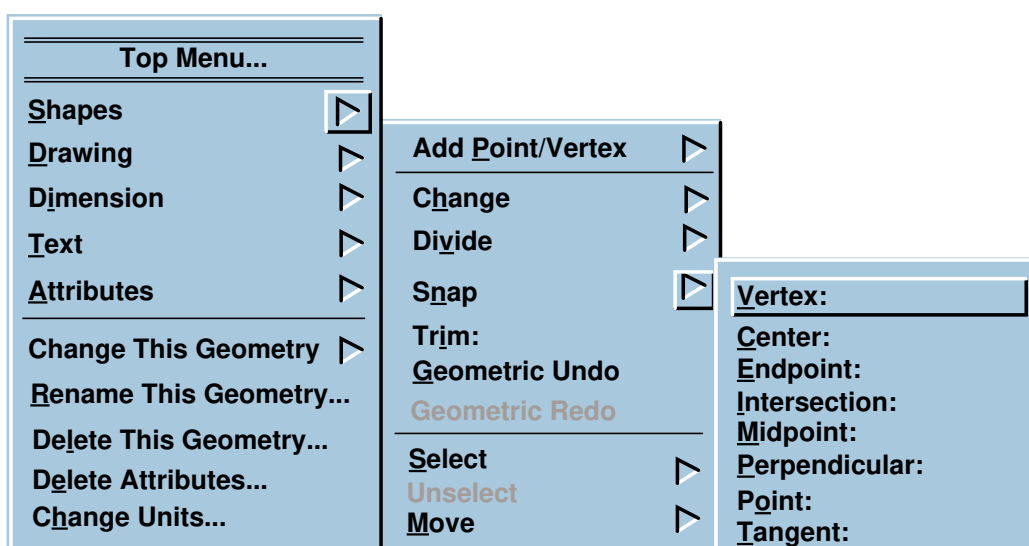 Top Menu...
Shapes
Drawing
Dimension
Text
Attributes
Change This Geometry
Rename This Geometry...
Delete This Geometry...
Delete Attributes...
Change Units...
Add Point/Vertex
Change
Divide
Snap
Trim:
Geometric Undo
Geometric Redo
Select
Unselect
Move
Vertex:
Center:
Endpoint:
Intersection:
Midpoint:
Perpendicular:
Point:
Tangent: